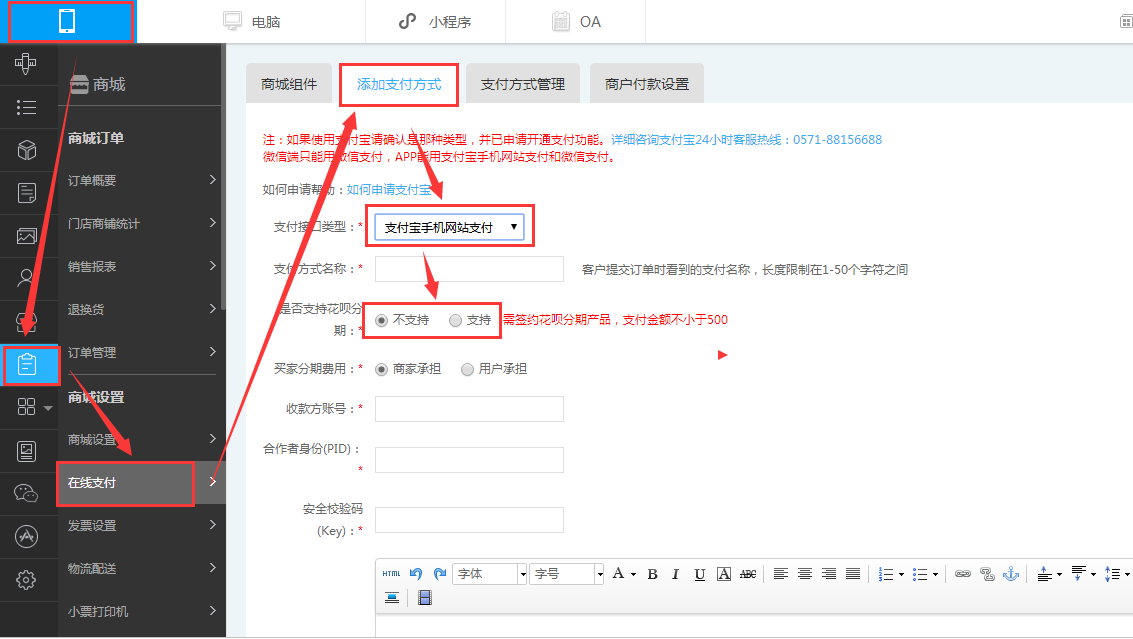 电脑
小程序
OA
商城
商城订单
订单概要
门店商铺统计
销售报表
退换货
订单管理
商城设置
商城设置
在线支付
发票设置
物流配送
小票打印机
商城组件
添加支付方式
支付方式管理
商户付款设置
注：如果使用支付宝请确认是那种类型，并已申请开通支付功能。详细咨询支付宝24小时客服热线：0571-88156688
微信端只能用微信支付，APP能用支付宝手机网站支付和微信支付。
如何申请帮助：如何申请支付宝
支付接口类型：* 支付宝手机网站支付
支付方式名称：* 客户提交订单时看到的支付名称，长度限制在1-50个字符之间
是否支持花呗分
期：* 不支持 支持 需签约花呗分期产品，支付金额不小于500
买家分期费用：* 商家承担 用户承担
收款方账号：*
合作者身份(PID)：
*
安全校验码
(Key)：*
HTML 字体 字号 A B I U A ABC